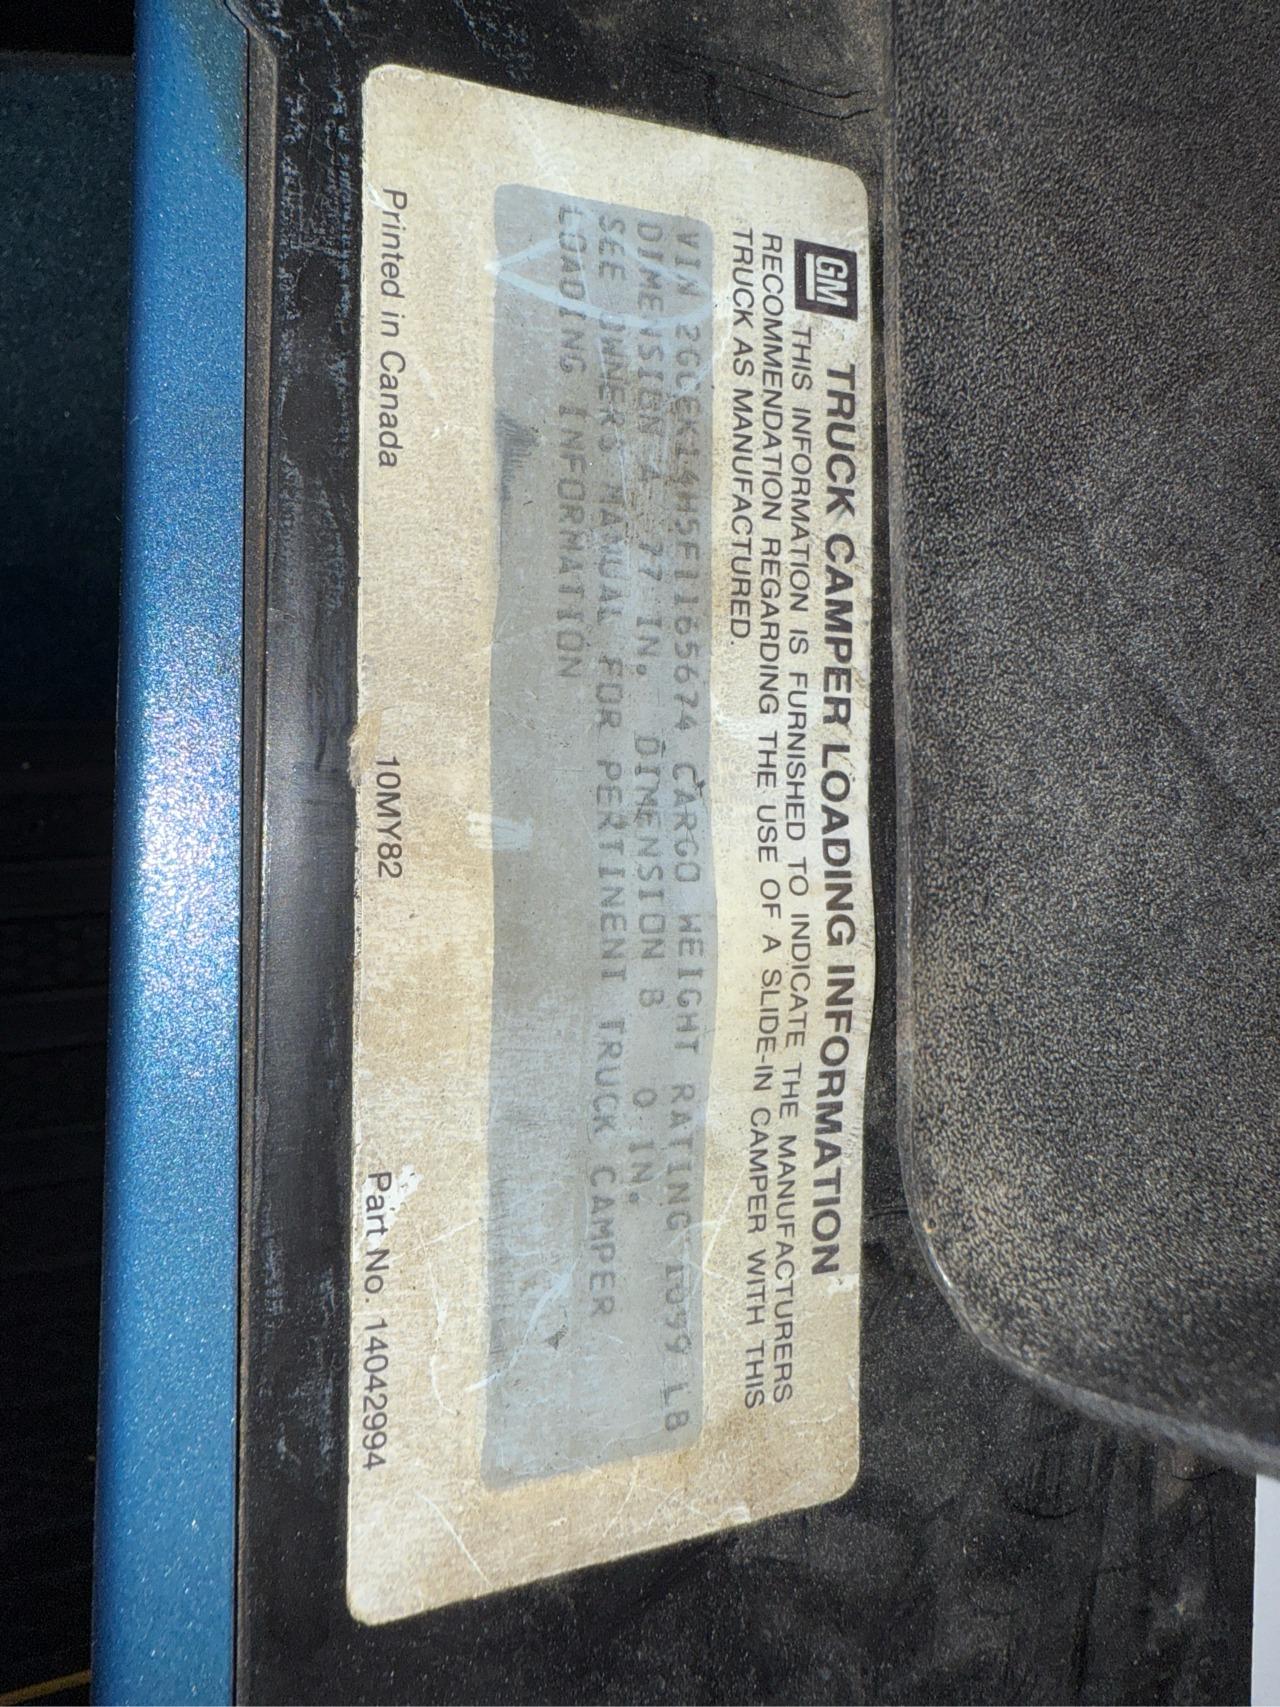 GM TRUCK CAMPER LOADING INFORMATION
THIS INFORMATION IS FURNISHED TO INDICATE THE MANUFACTURERS
RECOMMENDATION REGARDING THE USE OF A SLIDE-IN CAMPER WITH THIS
TRUCK AS MANUFACTURED.
VIN 2GCEK14H5F1165674 CARGO WEIGHT RATING 1099 LB
DIMENSION A 77 IN. DIMENSION B 0 IN.
SEE OWNERS MANUAL FOR PERTINENT TRUCK CAMPER
LOADING INFORMATION
Printed in Canada 10MY82 Part No. 14042994